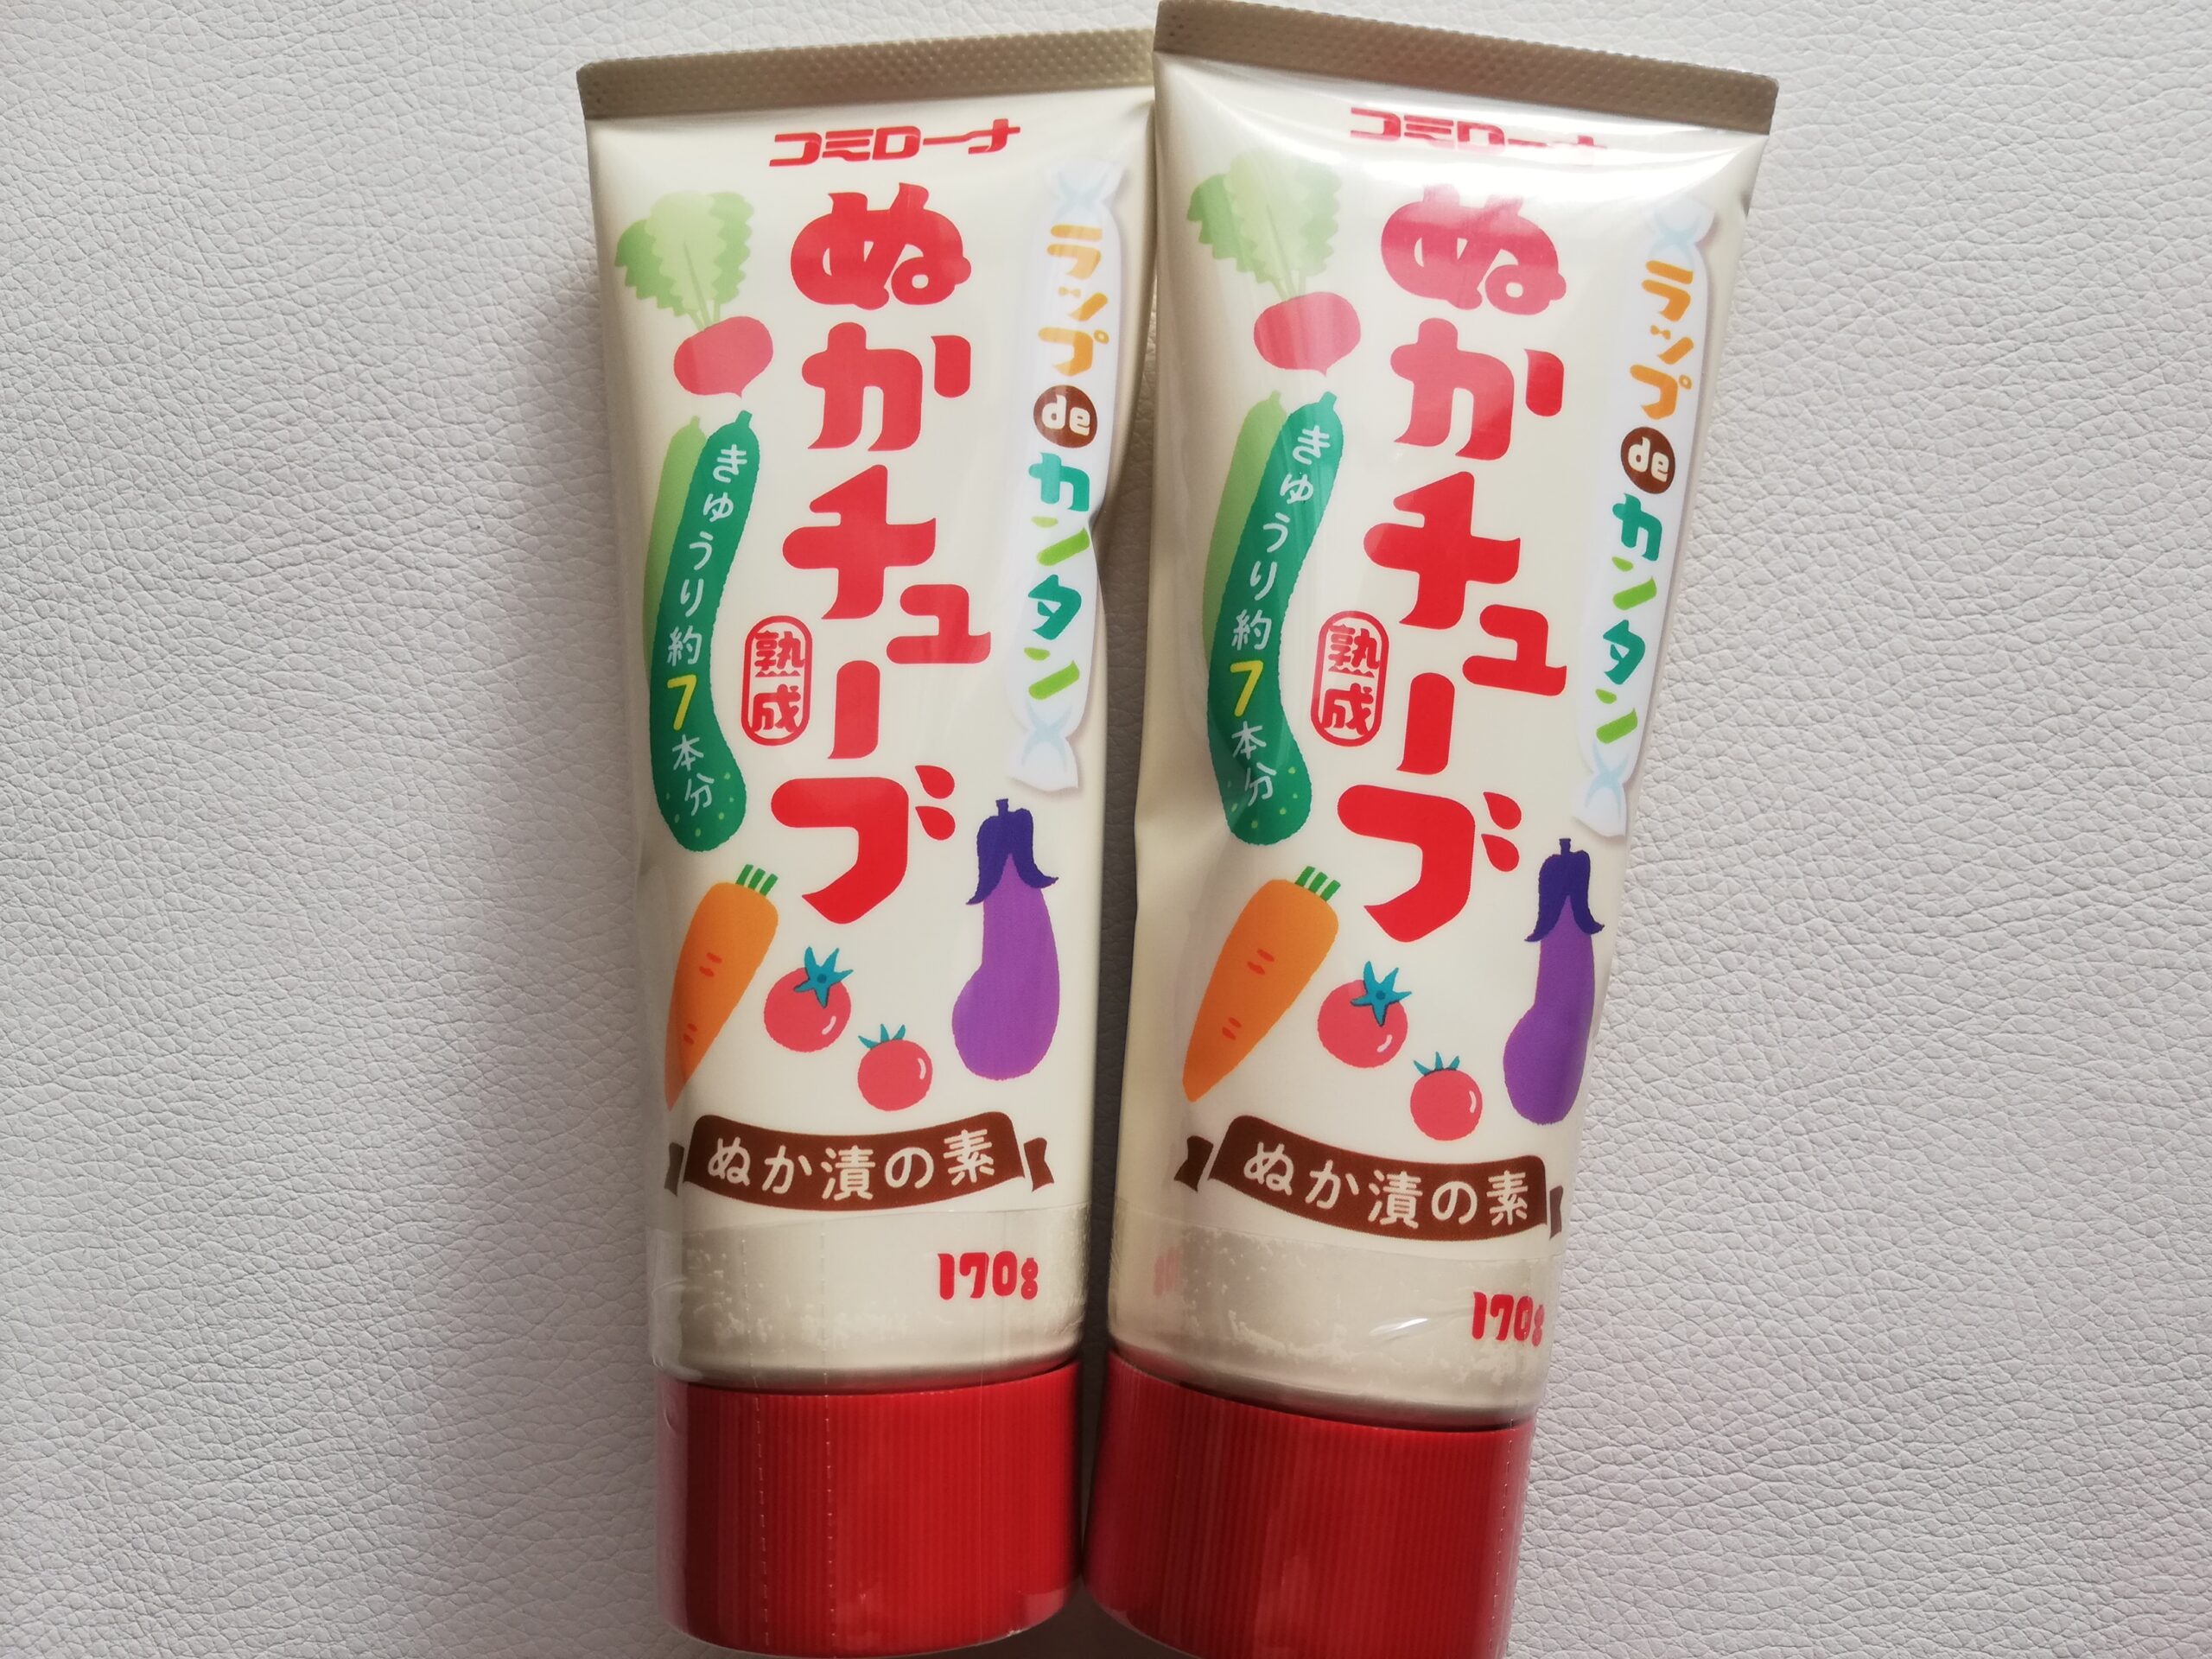 コミローナ
ぬかチューブ
熟成
ラップdeカンタン
きゅうり約7本分
ぬか漬の素
170g
コミローナ
ぬかチューブ
熟成
ラップdeカンタン
きゅうり約7本分
ぬか漬の素
170g